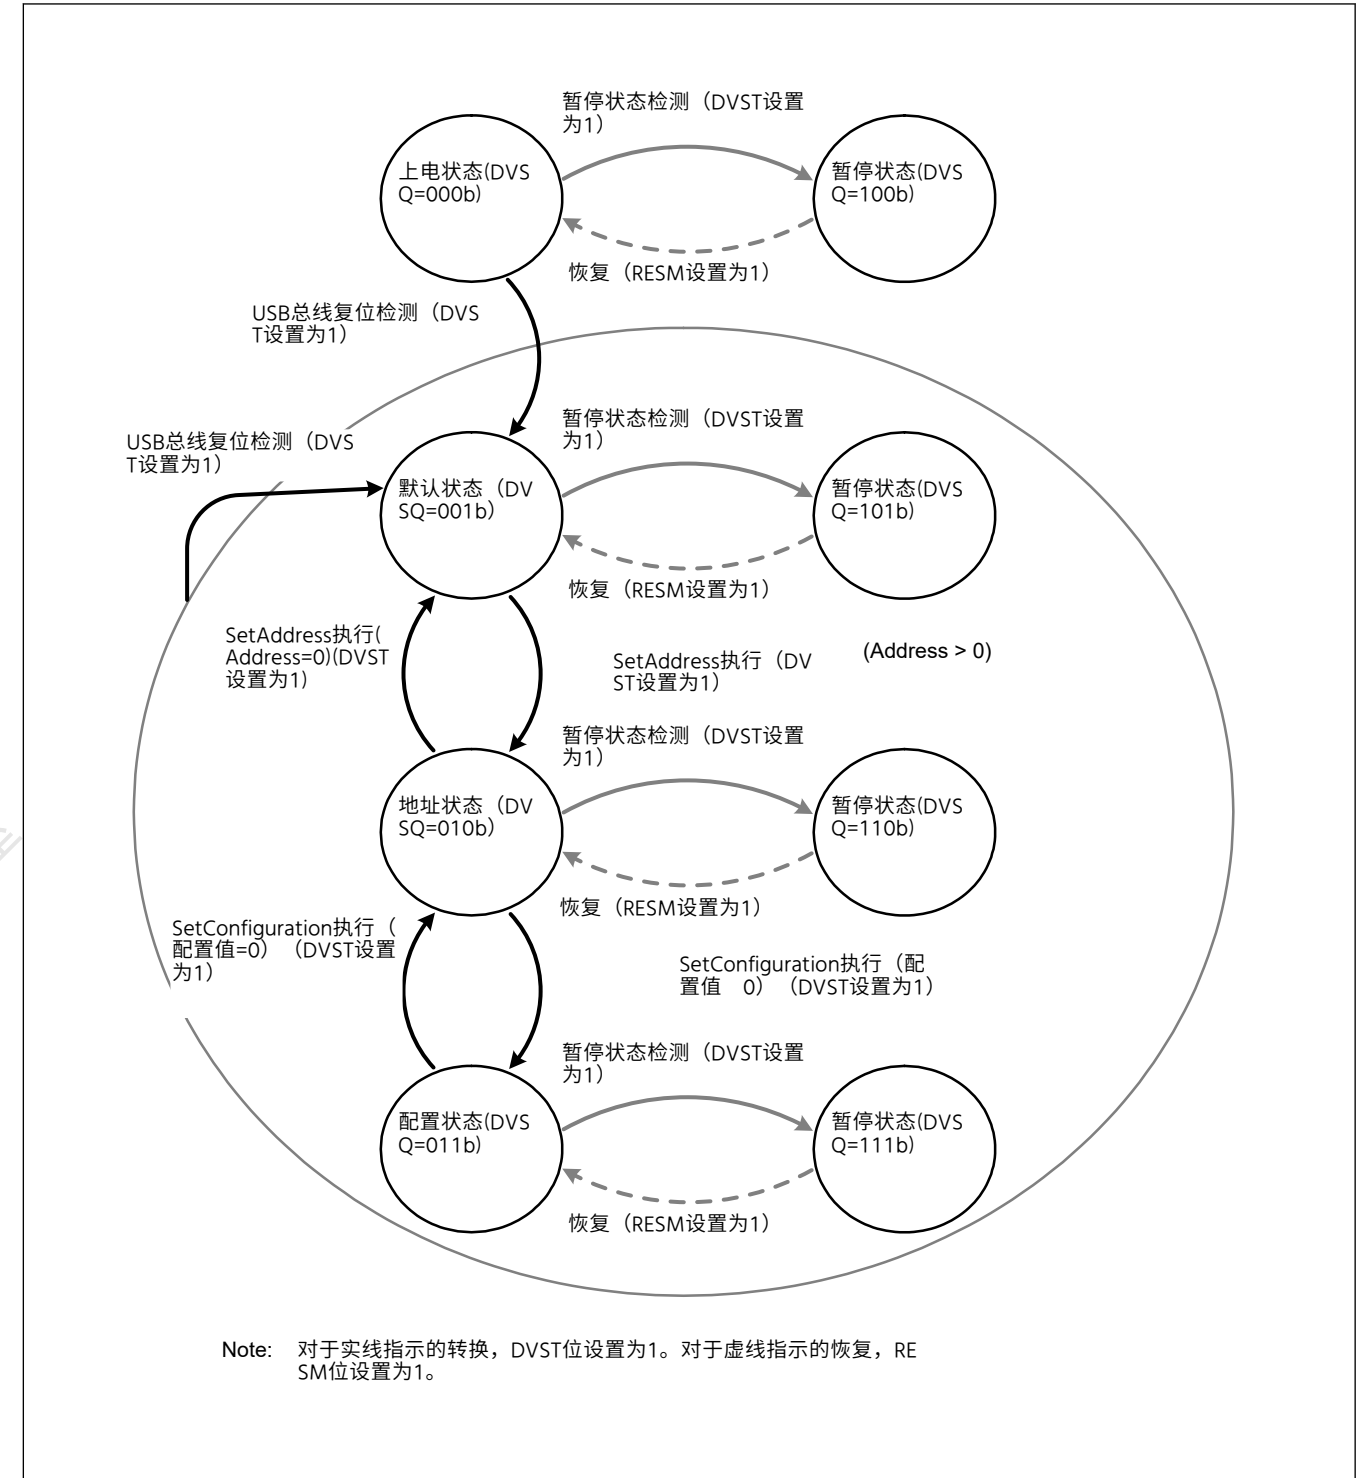 暂停状态检测（DVST设置
为1）
上电状态(DVS
Q=000b)
暂停状态(DVS
Q=100b)
恢复（RESM设置为1）
USB总线复位检测（DVS
T设置为1）
暂停状态检测（DVST设置
为1）
USB总线复位检测（DVS
T设置为1）
默认状态（DV
SQ=001b）
暂停状态(DVS
Q=101b)
恢复（RESM设置为1）
SetAddress执行(
Address=0)(DVST
设置为1)
SetAddress执行（DV
ST设置为1）
(Address > 0)
暂停状态检测（DVST设置
为1）
地址状态（DV
SQ=010b）
暂停状态(DVS
Q=110b)
恢复（RESM设置为1）
SetConfiguration执行（
配置值=0）（DVST设置
为1）
SetConfiguration执行（配
置值 0）（DVST设置为1）
暂停状态检测（DVST设置
为1）
配置状态(DVS
Q=011b)
暂停状态(DVS
Q=111b)
恢复（RESM设置为1）
Note: 对于实线指示的转换，DVST位设置为1。对于虚线指示的恢复，RE
SM位设置为1。